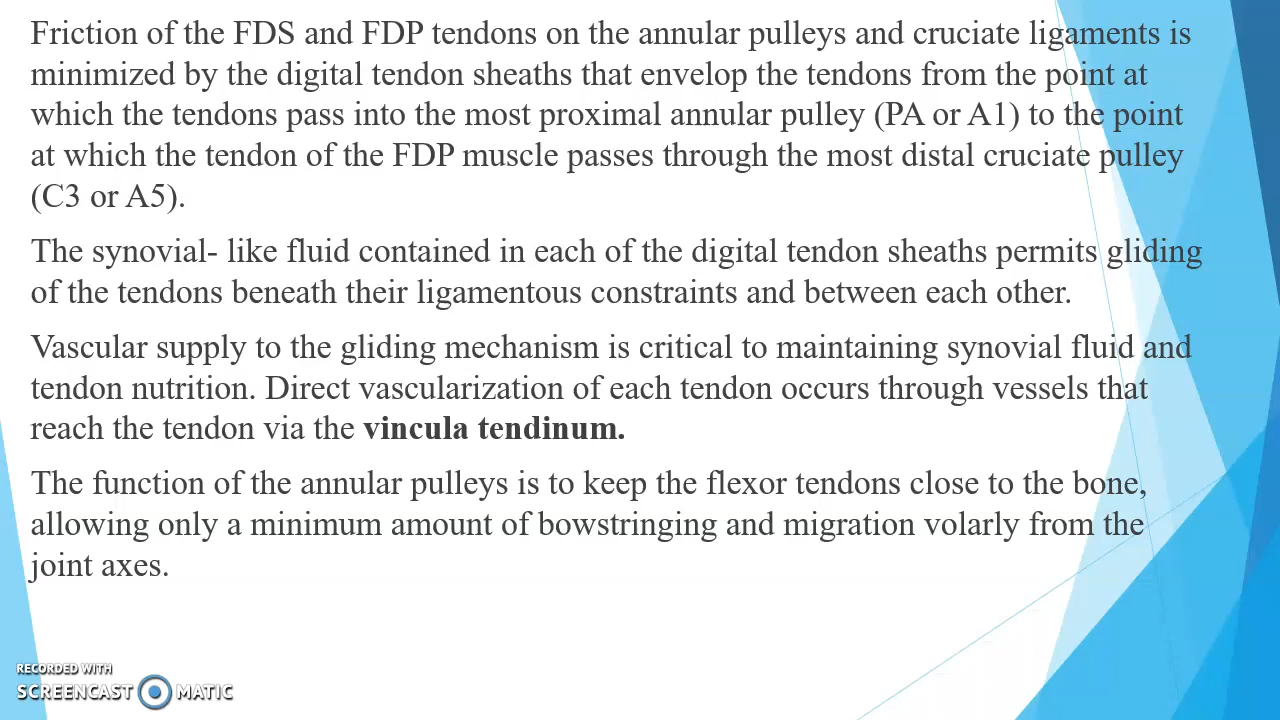 Friction of the FDS and FDP tendons on the annular pulleys and cruciate ligaments is
minimized by the digital tendon sheaths that envelop the tendons from the point at
which the tendons pass into the most proximal annular pulley (PA or A1) to the point
at which the tendon of the FDP muscle passes through the most distal cruciate pulley
(C3 or A5).
The synovial- like fluid contained in each of the digital tendon sheaths permits gliding
of the tendons beneath their ligamentous constraints and between each other.
Vascular supply to the gliding mechanism is critical to maintaining synovial fluid and
tendon nutrition. Direct vascularization of each tendon occurs through vessels that
reach the tendon via the vincula tendinum.
The function of the annular pulleys is to keep the flexor tendons close to the bone,
allowing only a minimum amount of bowstringing and migration volarly from the
joint axes.
RECORDED WITH
SCREENCAST MATIC